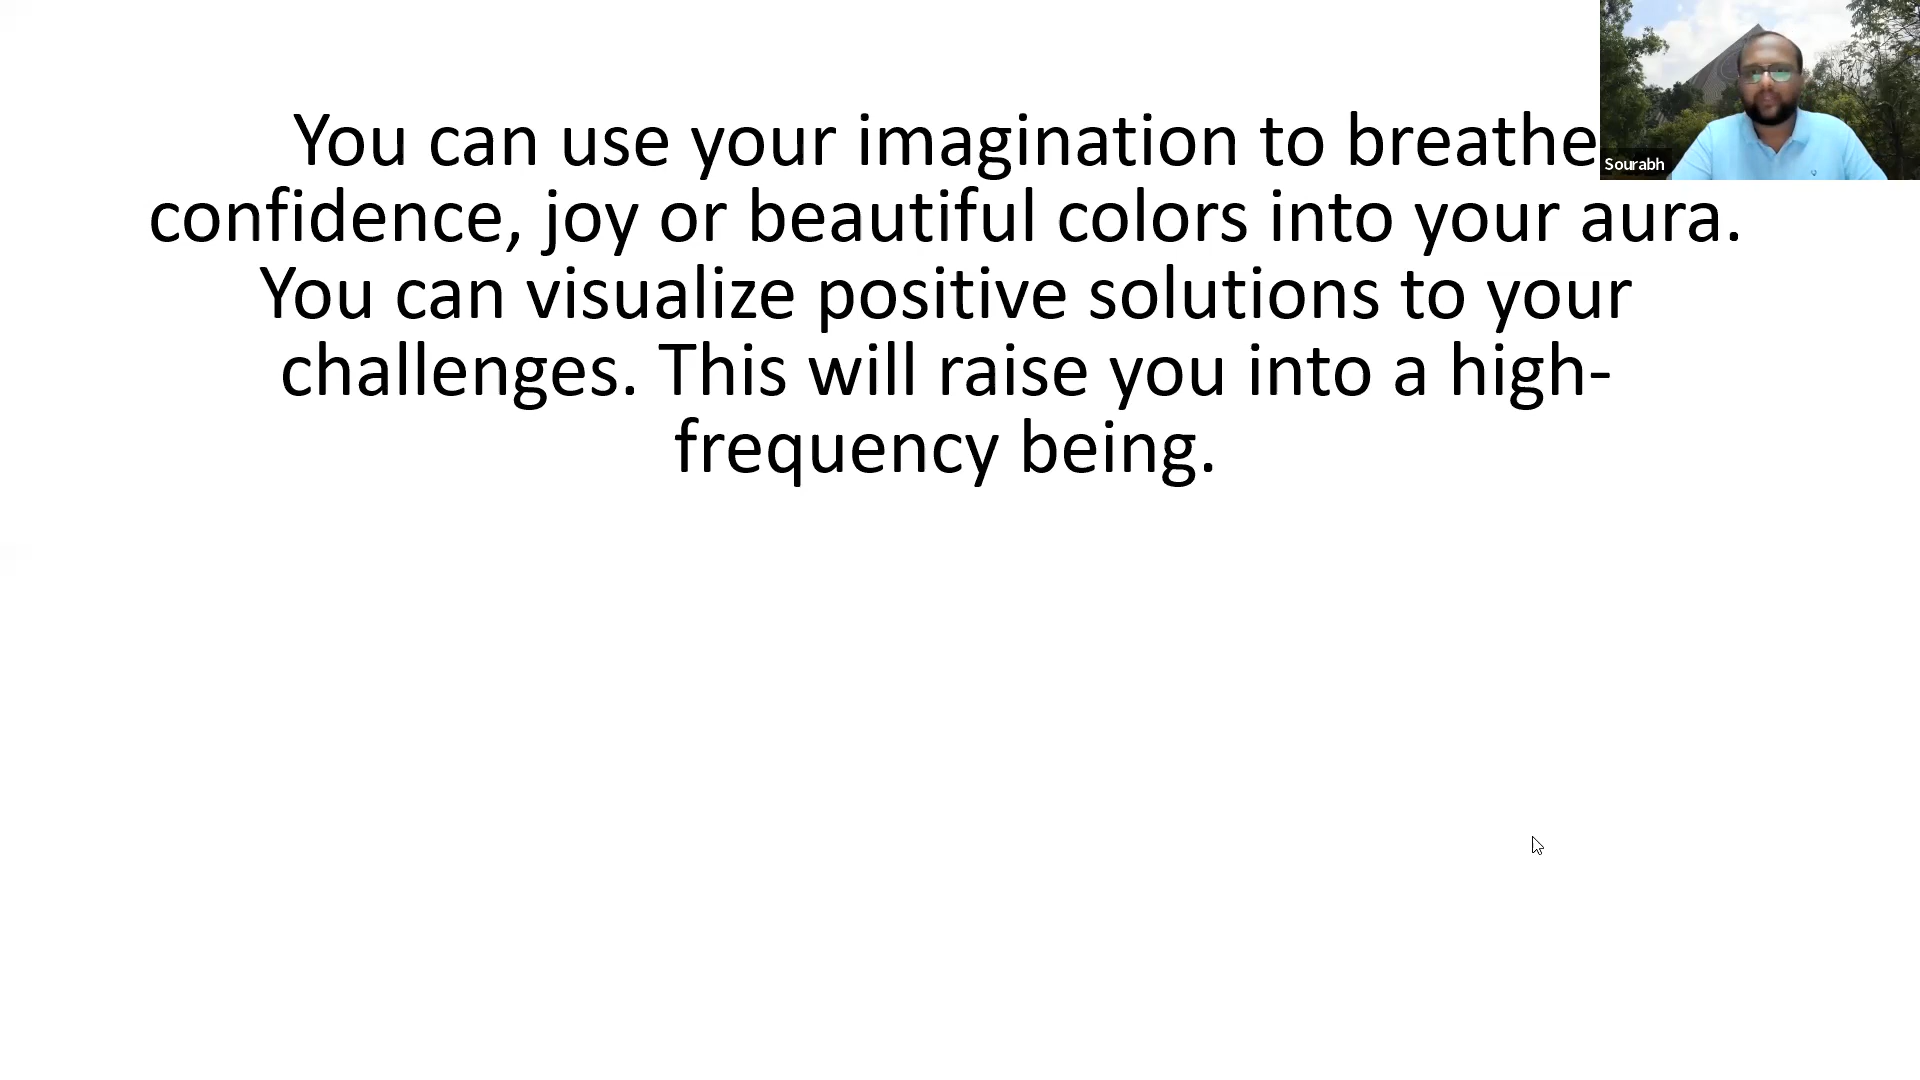 You can use your imagination to breathe
confidence, joy or beautiful colors into your aura.
You can visualize positive solutions to your
challenges. This will raise you into a high-
frequency being.
Sourabh